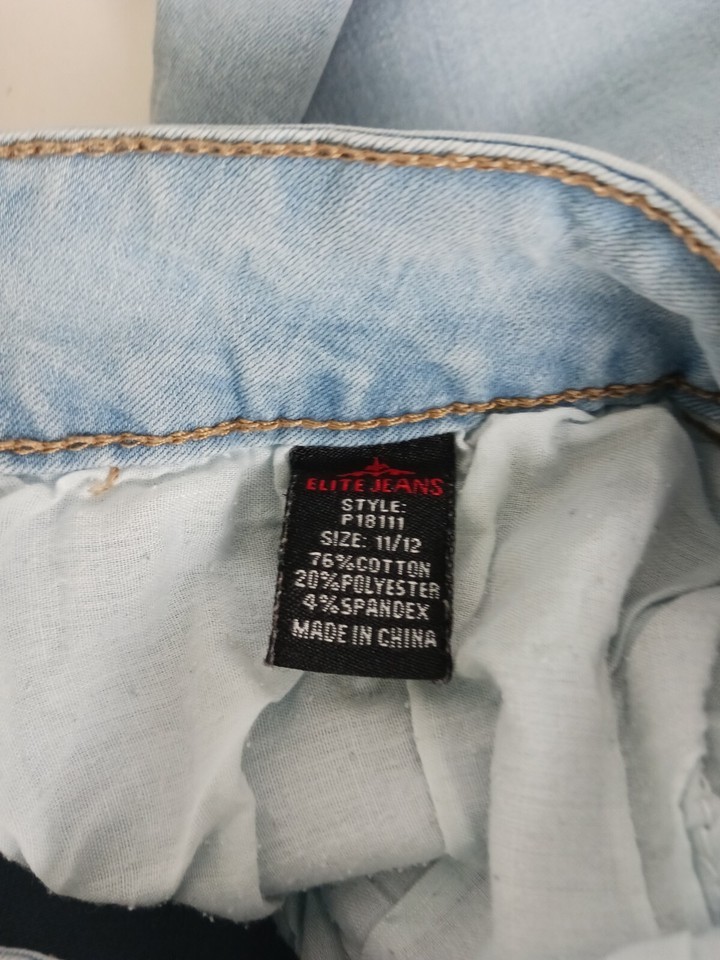 ELITE JEANS
STYLE:
P18111
SIZE: 11/12
76%COTTON
20%POLYESTER
4%SPANDEX
MADE IN CHINA